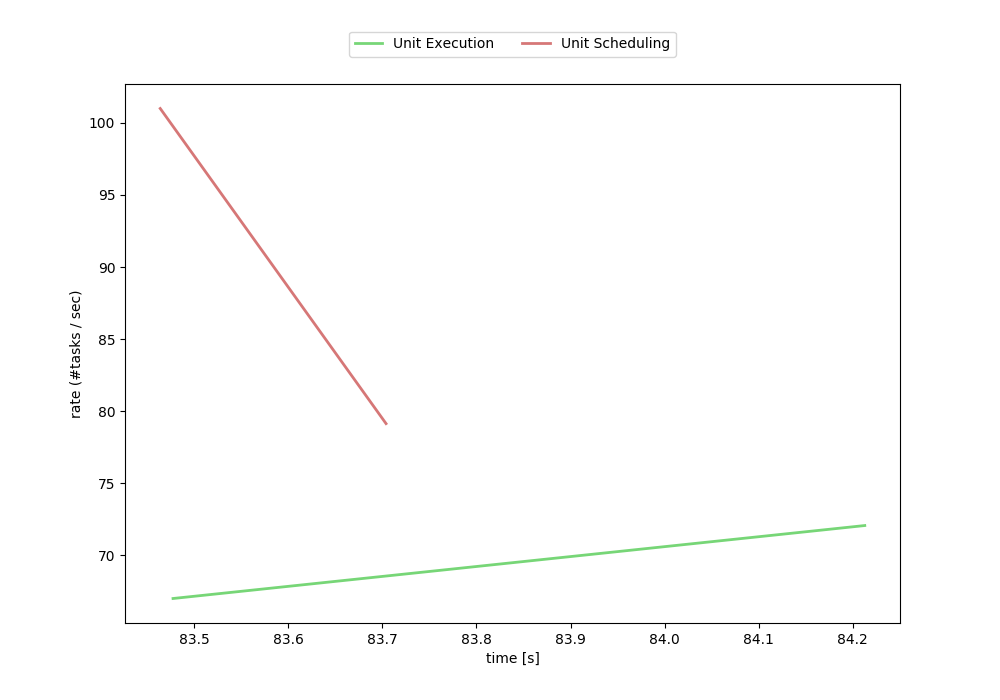 Unit Execution Unit Scheduling
100
95
90
85
80
75
70
rate (#tasks / sec)
83.5 83.6 83.7 83.8 83.9 84.0 84.1 84.2
time [s]